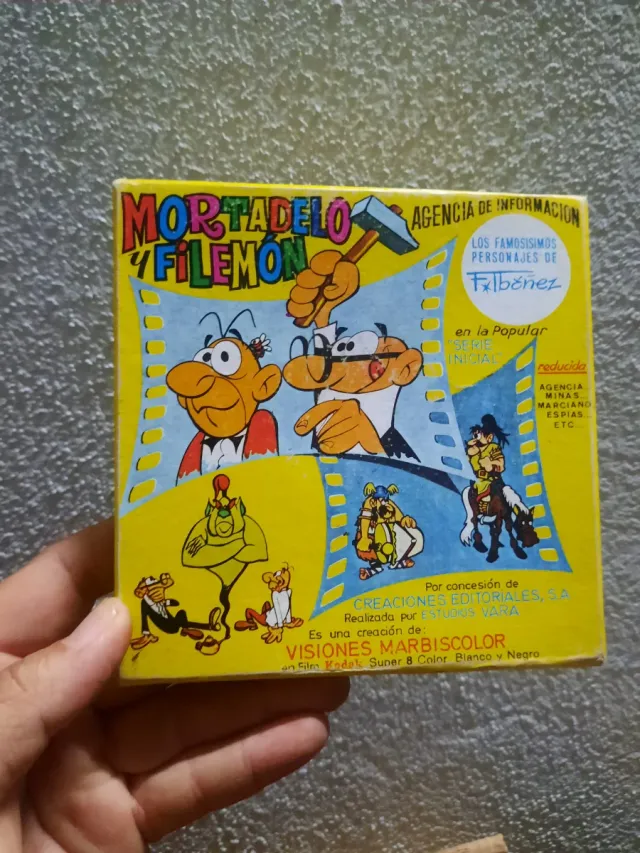 MORTADELO
Y FILEMÓN
AGENCIA DE INFORMACION
LOS FAMOSISIMOS
PERSONAJES DE
F. Ibáñez
en la Popular
"SERIE
INICIAL"
reducida
AGENCIA
MINAS...
MARCIANO
ESPIAS...
ETC...
Por concesión de
CREACIONES EDITORIALES, S.A
Realizada por ESTUDIOS VARA
Es una creación de:
VISIONES MARBISCOLOR
en Film Kodak Super 8 Color Blanco y Negro